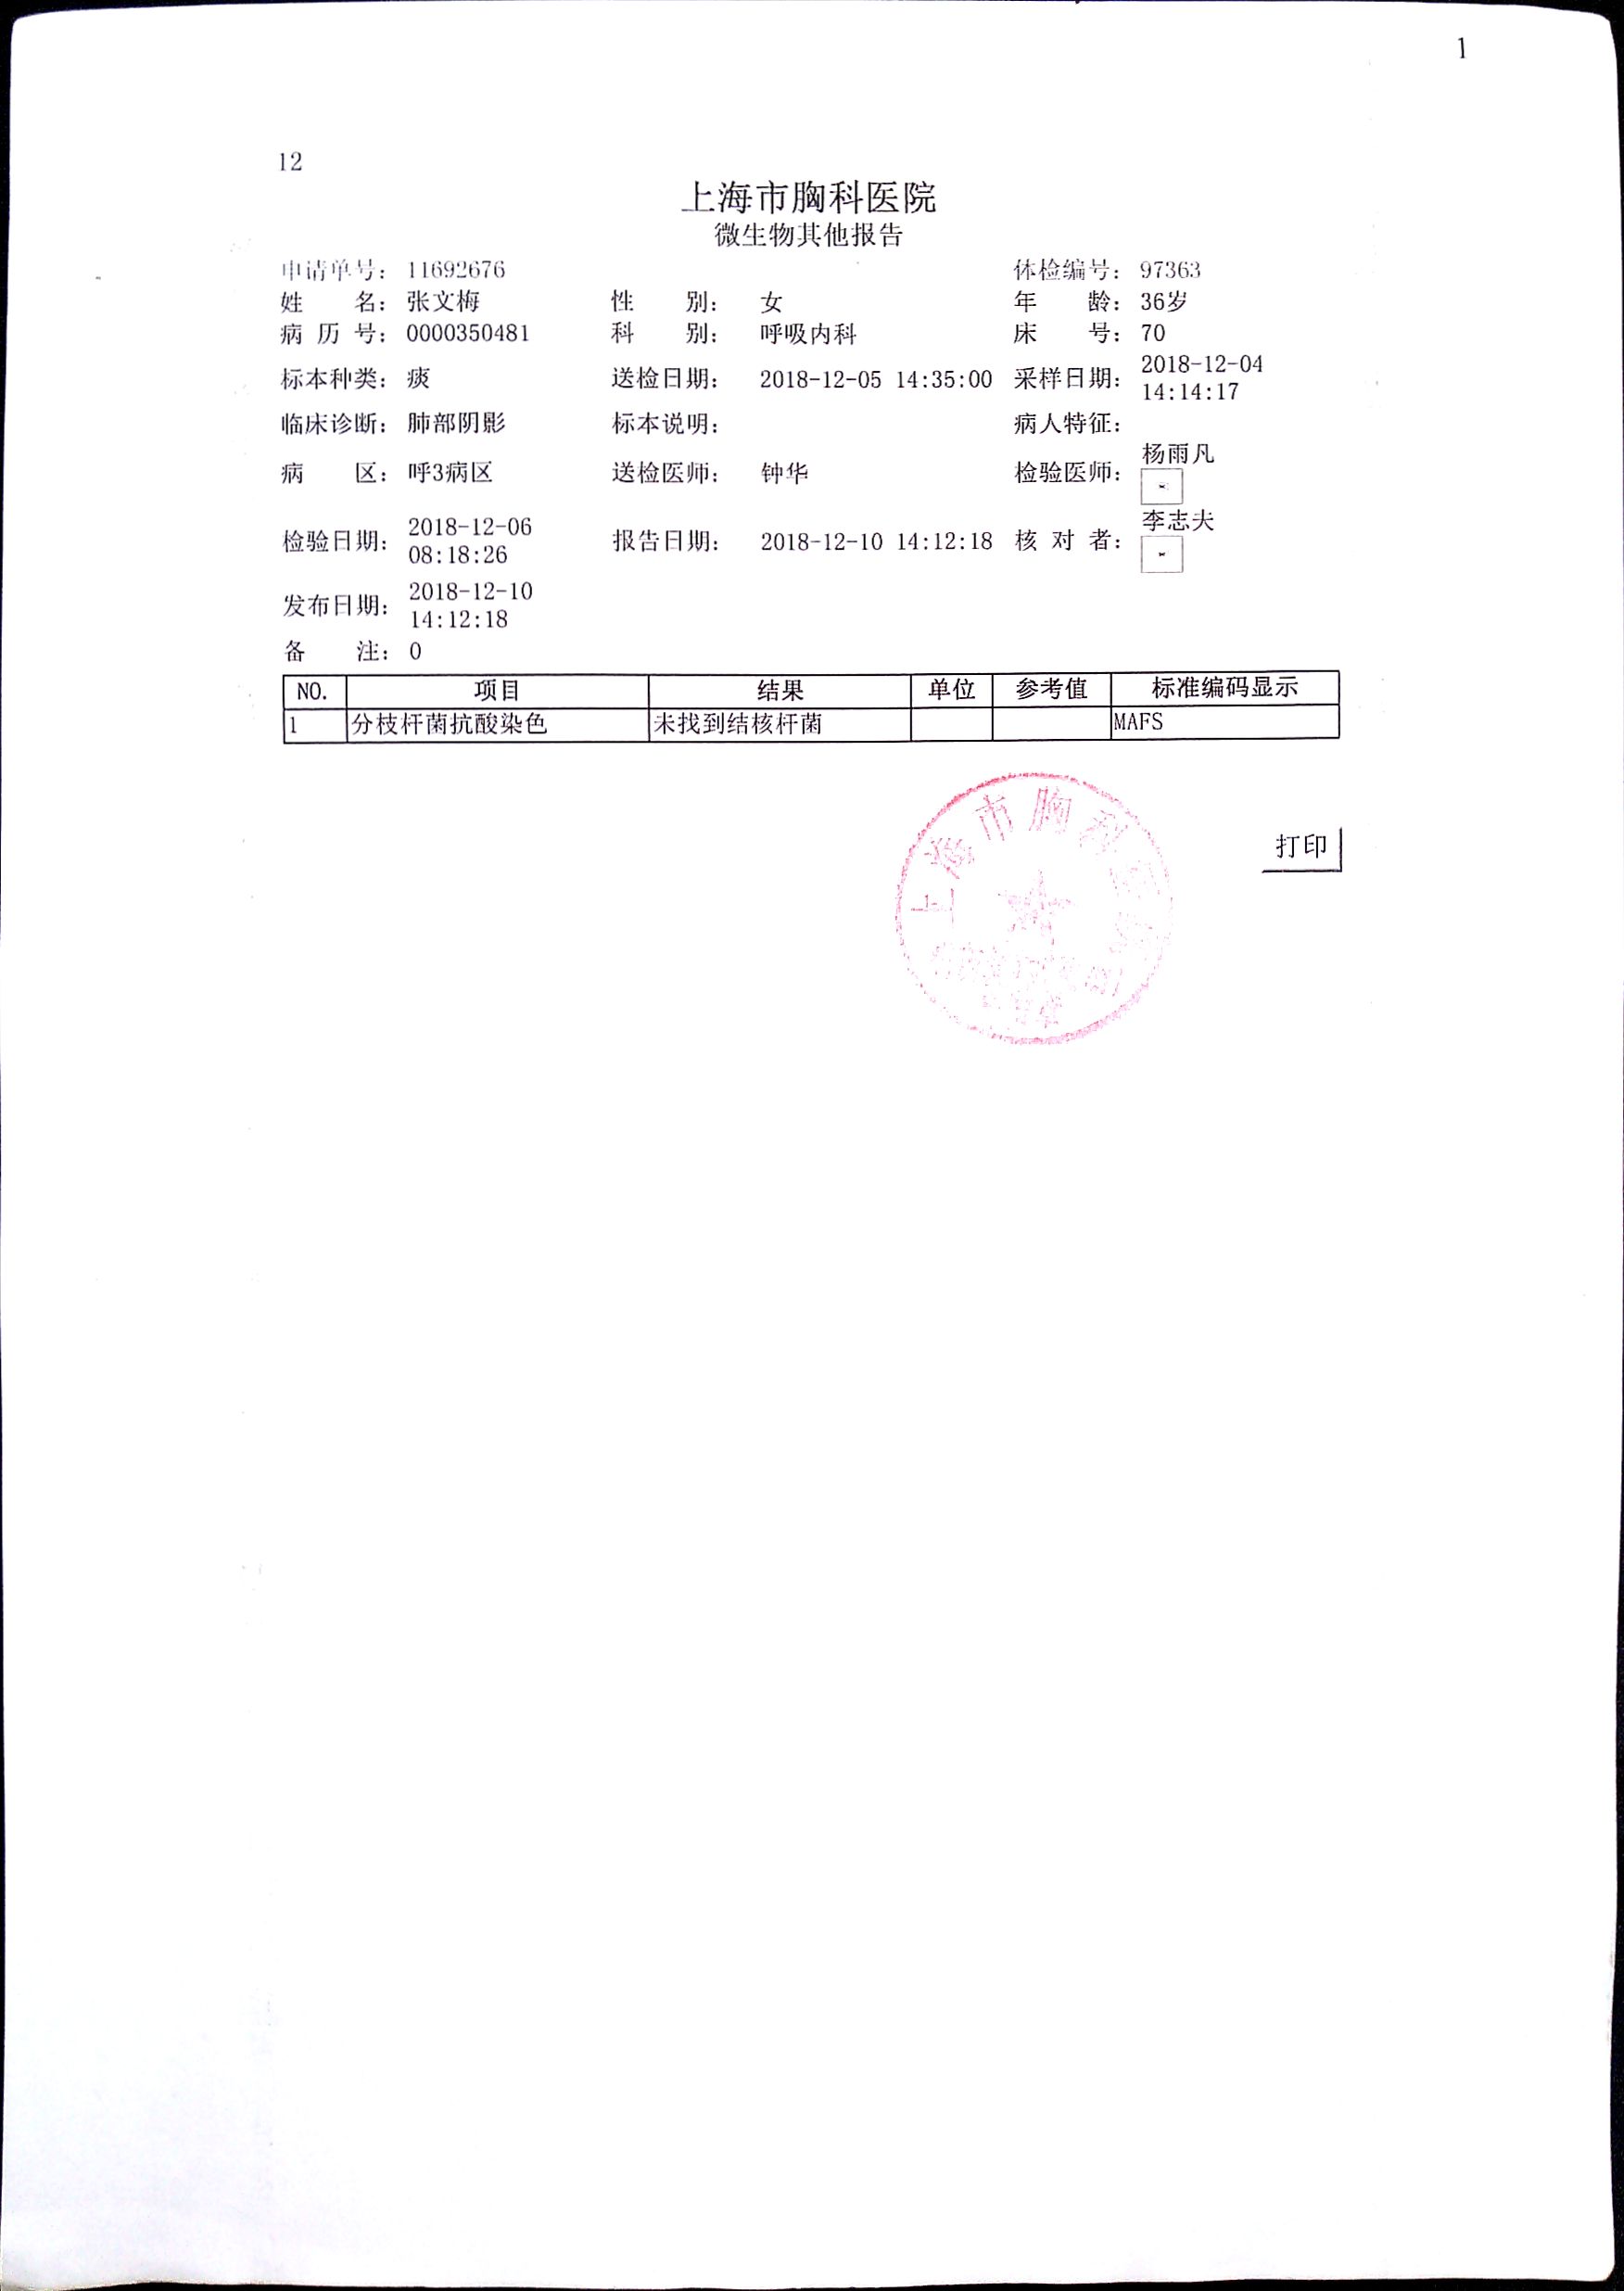 1
12
上海市胸科医院
微生物其他报告
申请单号： 11692676 体检编号： 97363
姓 名： 张文梅 性 别： 女 年 龄： 36岁
病 历 号： 0000350481 科 别： 呼吸内科 床 号： 70
标本种类： 痰 送检日期： 2018-12-05 14:35:00 采样日期： 2018-12-04
14:14:17
临床诊断： 肺部阴影 标本说明： 病人特征：
病 区： 呼3病区 送检医师： 钟华 检验医师： 杨雨凡
检验日期： 2018-12-06
08:18:26 报告日期： 2018-12-10 14:12:18 核 对 者： 李志夫
发布日期： 2018-12-10
14:12:18
备 注： 0
NO. 项目 结果 单位 参考值 标准编码显示
1 分枝杆菌抗酸染色 未找到结核杆菌 MAFS
上海市胸科医院
打印